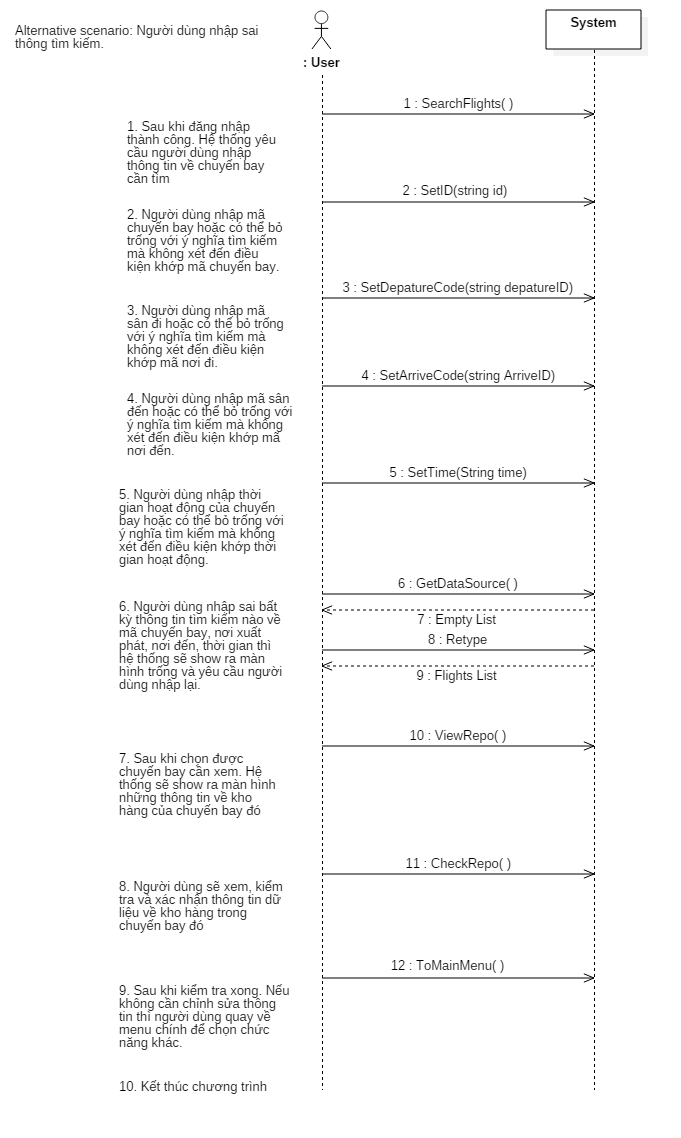 Alternative scenario: Người dùng nhập sai
thông tìm kiếm.
: User
System
1 : SearchFlights( )
1. Sau khi đăng nhập
thành công. Hệ thống yêu
cầu người dùng nhập
thông tin về chuyến bay
cần tìm
2 : SetID(string id)
2. Người dùng nhập mã
chuyến bay hoặc có thể bỏ
trống với ý nghĩa tìm kiếm
mà không xét đến điều
kiện khớp mã chuyến bay.
3 : SetDepatureCode(string depatureID)
3. Người dùng nhập mã
sân đi hoặc có thể bỏ trống
với ý nghĩa tìm kiếm mà
không xét đến điều kiện
khớp mã nơi đi.
4 : SetArriveCode(string ArriveID)
4. Người dùng nhập mã sân
đến hoặc có thể bỏ trống với
ý nghĩa tìm kiếm mà không
xét đến điều kiện khớp mã
nơi đến.
5 : SetTime(String time)
5. Người dùng nhập thời
gian hoạt động của chuyến
bay hoặc có thể bỏ trống với
ý nghĩa tìm kiếm mà không
xét đến điều kiện khớp thời
gian hoạt động.
6 : GetDataSource( )
6. Người dùng nhập sai bất
kỳ thông tin tìm kiếm nào về
mã chuyến bay, nơi xuất
phát, nơi đến, thời gian thì
hệ thống sẽ show ra màn
hình trống và yêu cầu người
dùng nhập lại.
7 : Empty List
8 : Retype
9 : Flights List
10 : ViewRepo( )
7. Sau khi chọn được
chuyến bay cần xem. Hệ
thống sẽ show ra màn hình
những thông tin về kho
hàng của chuyến bay đó
11 : CheckRepo( )
8. Người dùng sẽ xem, kiểm
tra và xác nhận thông tin dữ
liệu về kho hàng trong
chuyến bay đó
12 : ToMainMenu( )
9. Sau khi kiểm tra xong. Nếu
không cần chỉnh sửa thông
tin thì người dùng quay về
menu chính để chọn chức
năng khác.
10. Kết thúc chương trình